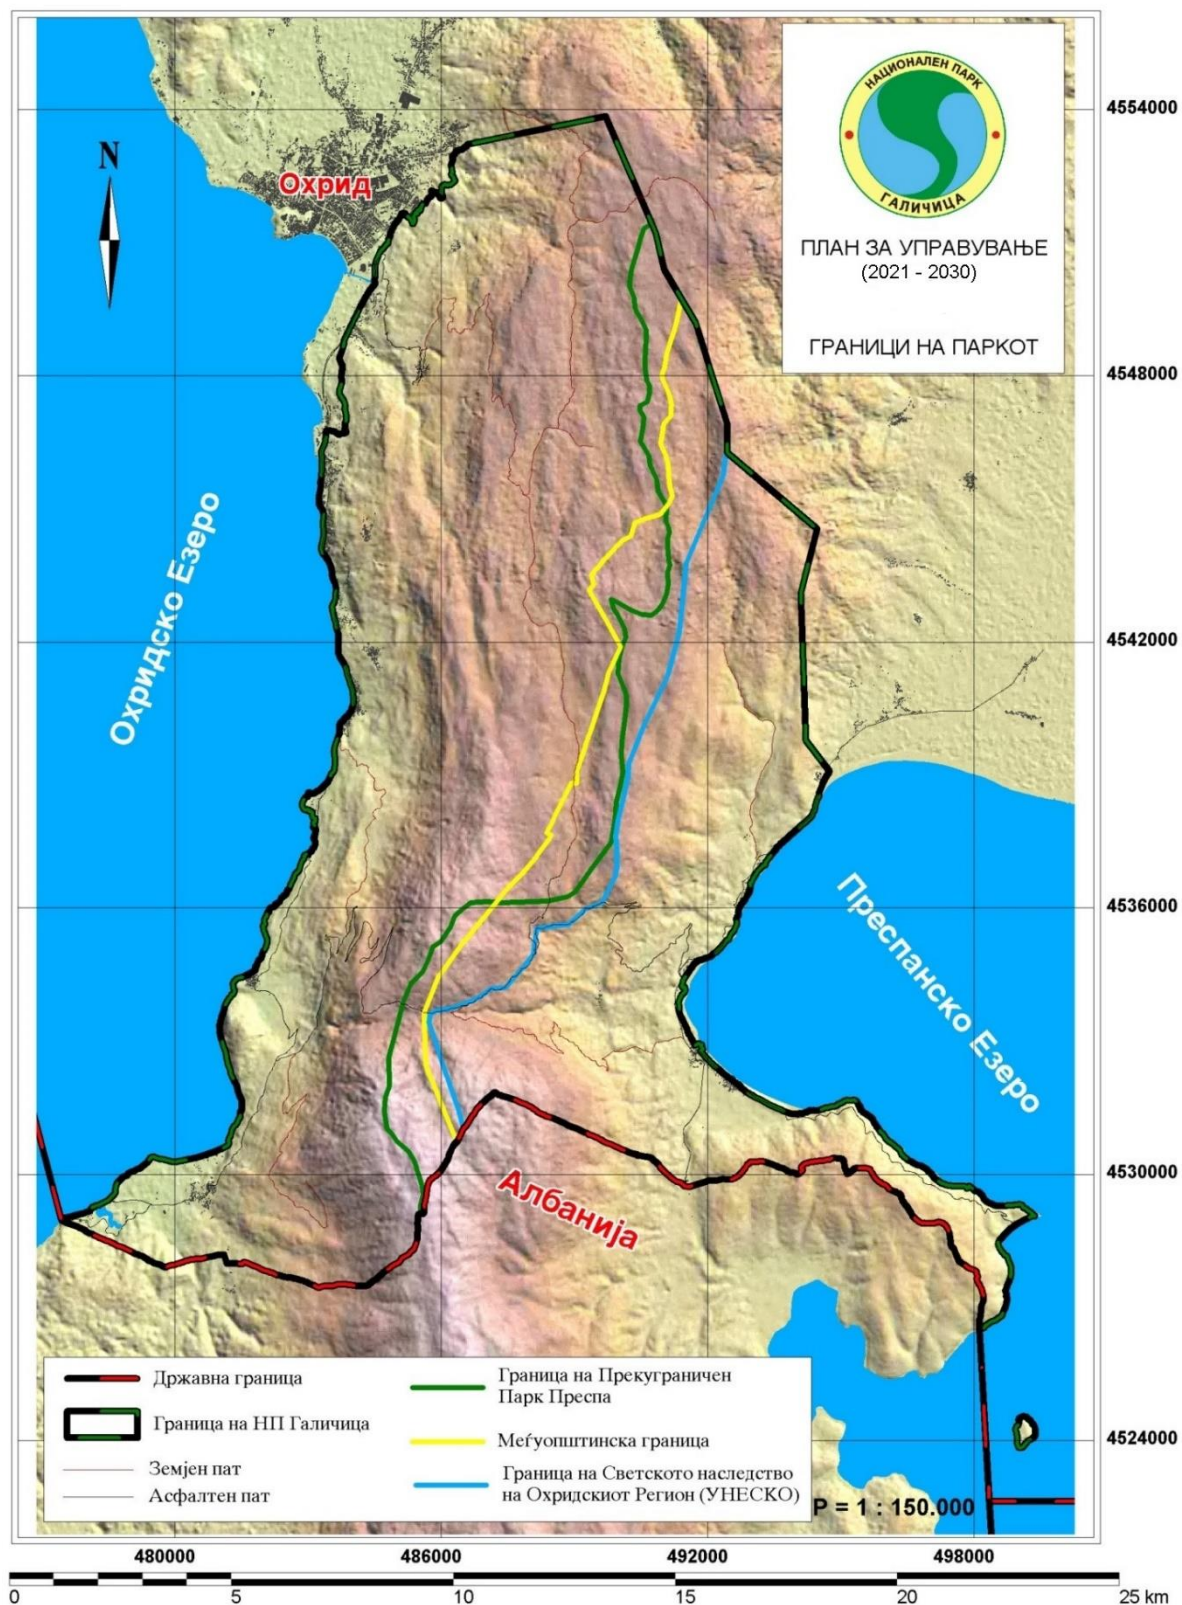 НАЦИОНАЛЕН ПАРК
ГАЛИЧИЦА
ПЛАН ЗА УПРАВУВАЊЕ
(2021 - 2030)
ГРАНИЦИ НА ПАРКОТ
N
Охрид
Охридско Езеро
Преспанско Езеро
Албанија
4554000
4548000
4542000
4536000
4530000
4524000
Државна граница
Граница на НП Галичица
Земјен пат
Асфалтен пат
Граница на Прекуграничен
Парк Преспа
Меѓуопштинска граница
Граница на Светското наследство
на Охридскиот Регион (УНЕСКО)
Р = 1 : 150.000
480000
486000
492000
498000
0
5
10
15
20
25 km